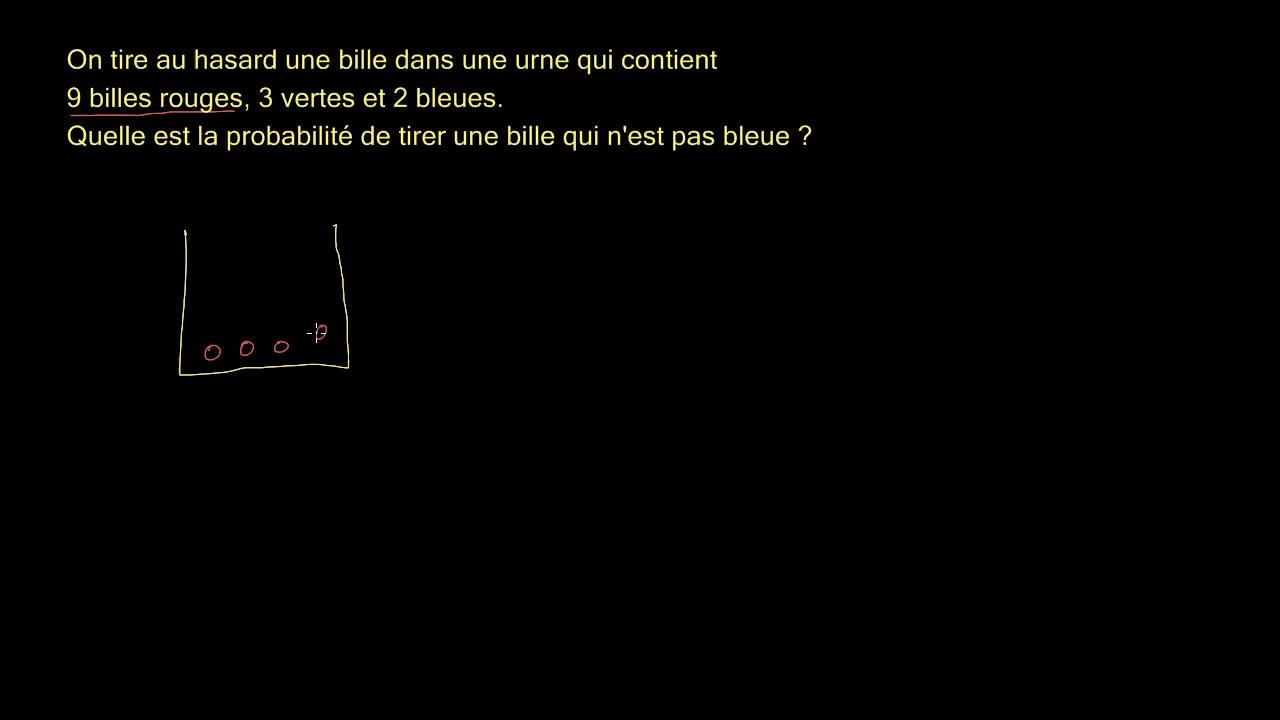 On tire au hasard une bille dans une urne qui contient
9 billes rouges, 3 vertes et 2 bleues.
Quelle est la probabilité de tirer une bille qui n'est pas bleue ?